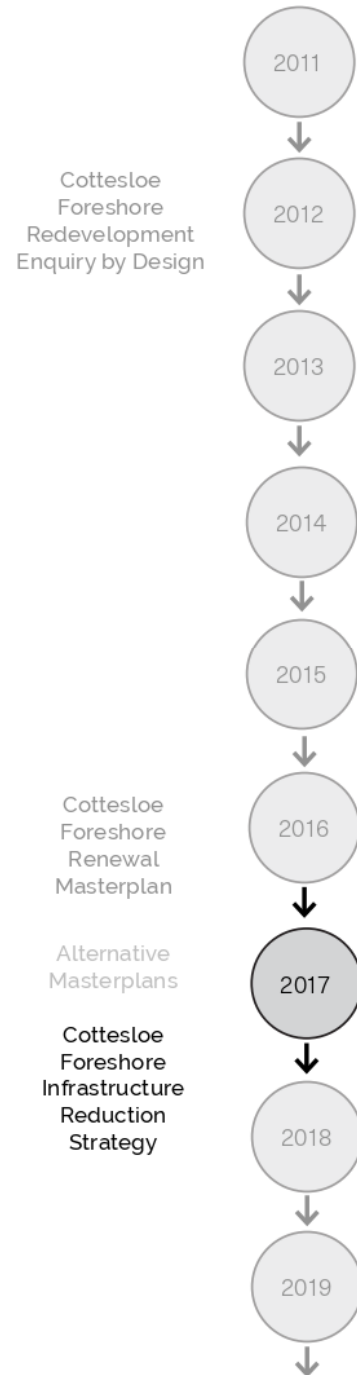 2011
Cottesloe
Foreshore
Redevelopment
Enquiry by Design
2012
2013
2014
2015
Cottesloe
Foreshore
Renewal
Masterplan
2016
Alternative
Masterplans
2017
Cottesloe
Foreshore
Infrastructure
Reduction
Strategy
2018
2019